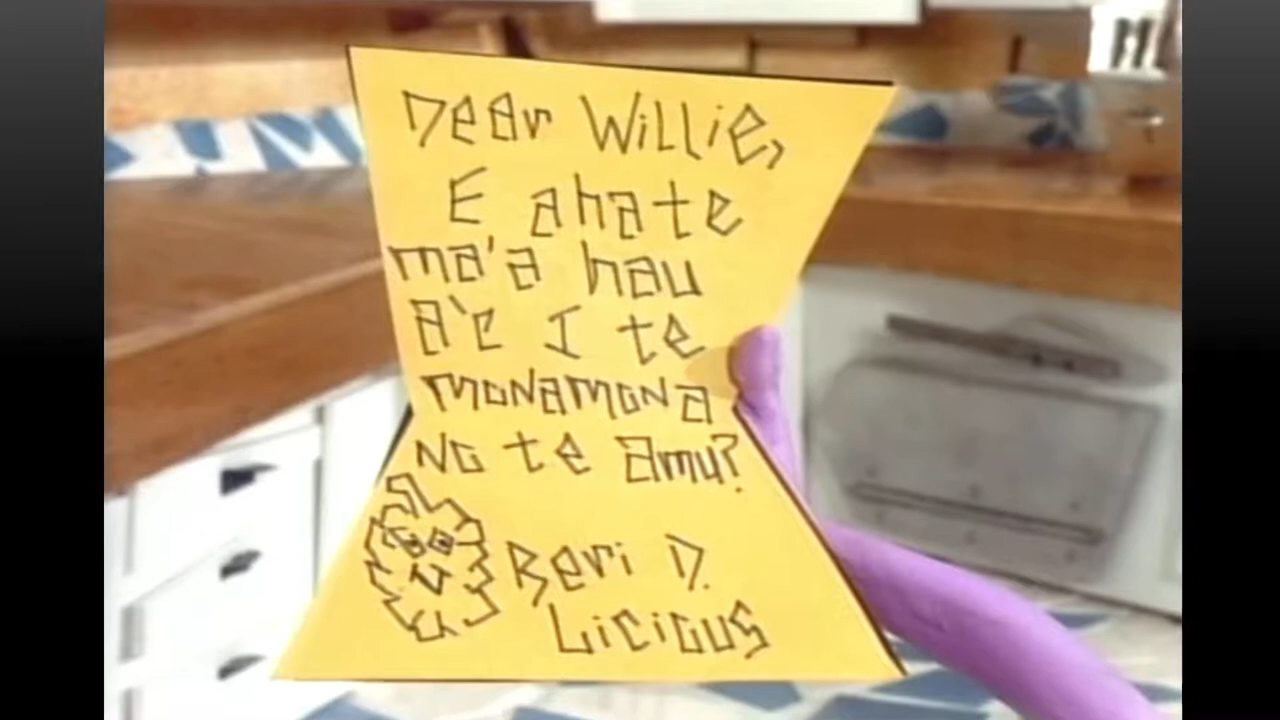 Dear Willie,
E ahate
ma'a hau
A'e I te
monamona
No te Amu?
Beri D.
Licious